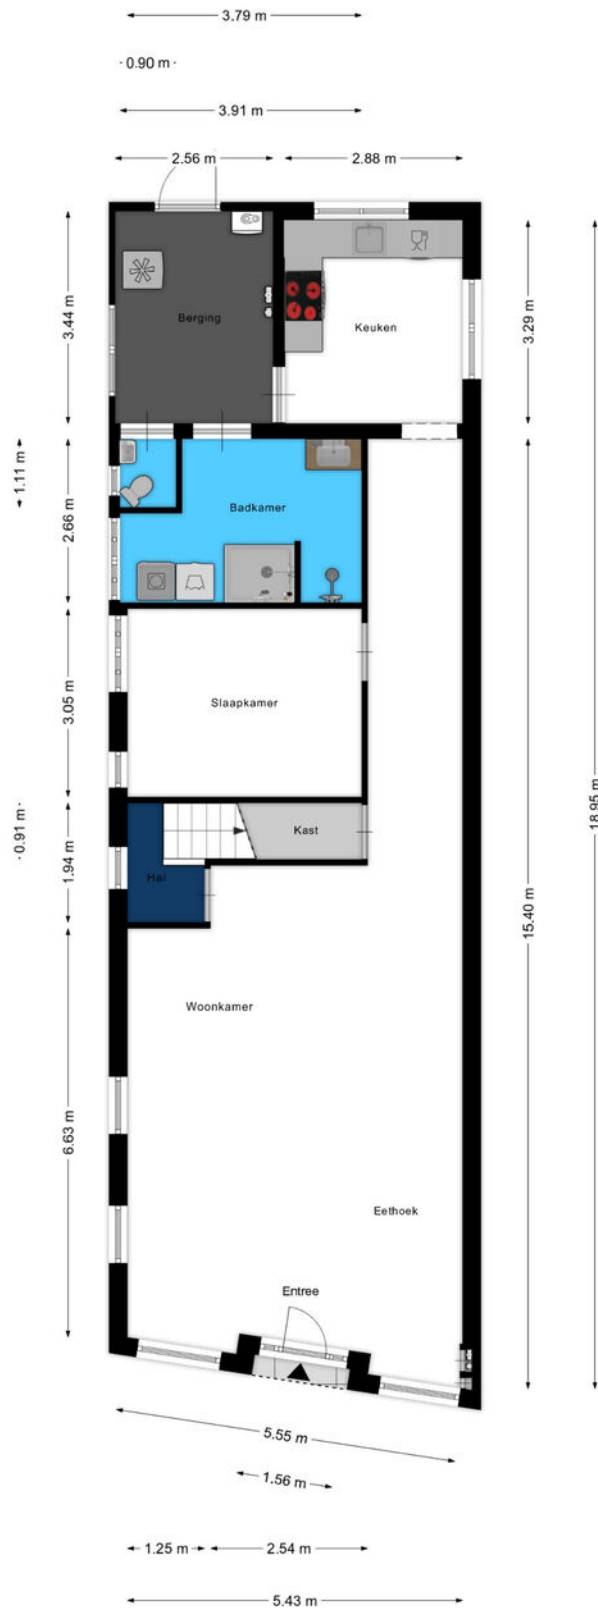 3.79 m
0.90 m
3.91 m
2.56 m
2.88 m
3.44 m
Berging
Keuken
3.29 m
1.11 m
2.66 m
Badkamer
3.05 m
Slaapkamer
18.95 m
0.91 m
1.94 m
Kast
Hal
15.40 m
Woonkamer
6.63 m
Eethoek
Entree
5.55 m
1.56 m
1.25 m
2.54 m
5.43 m